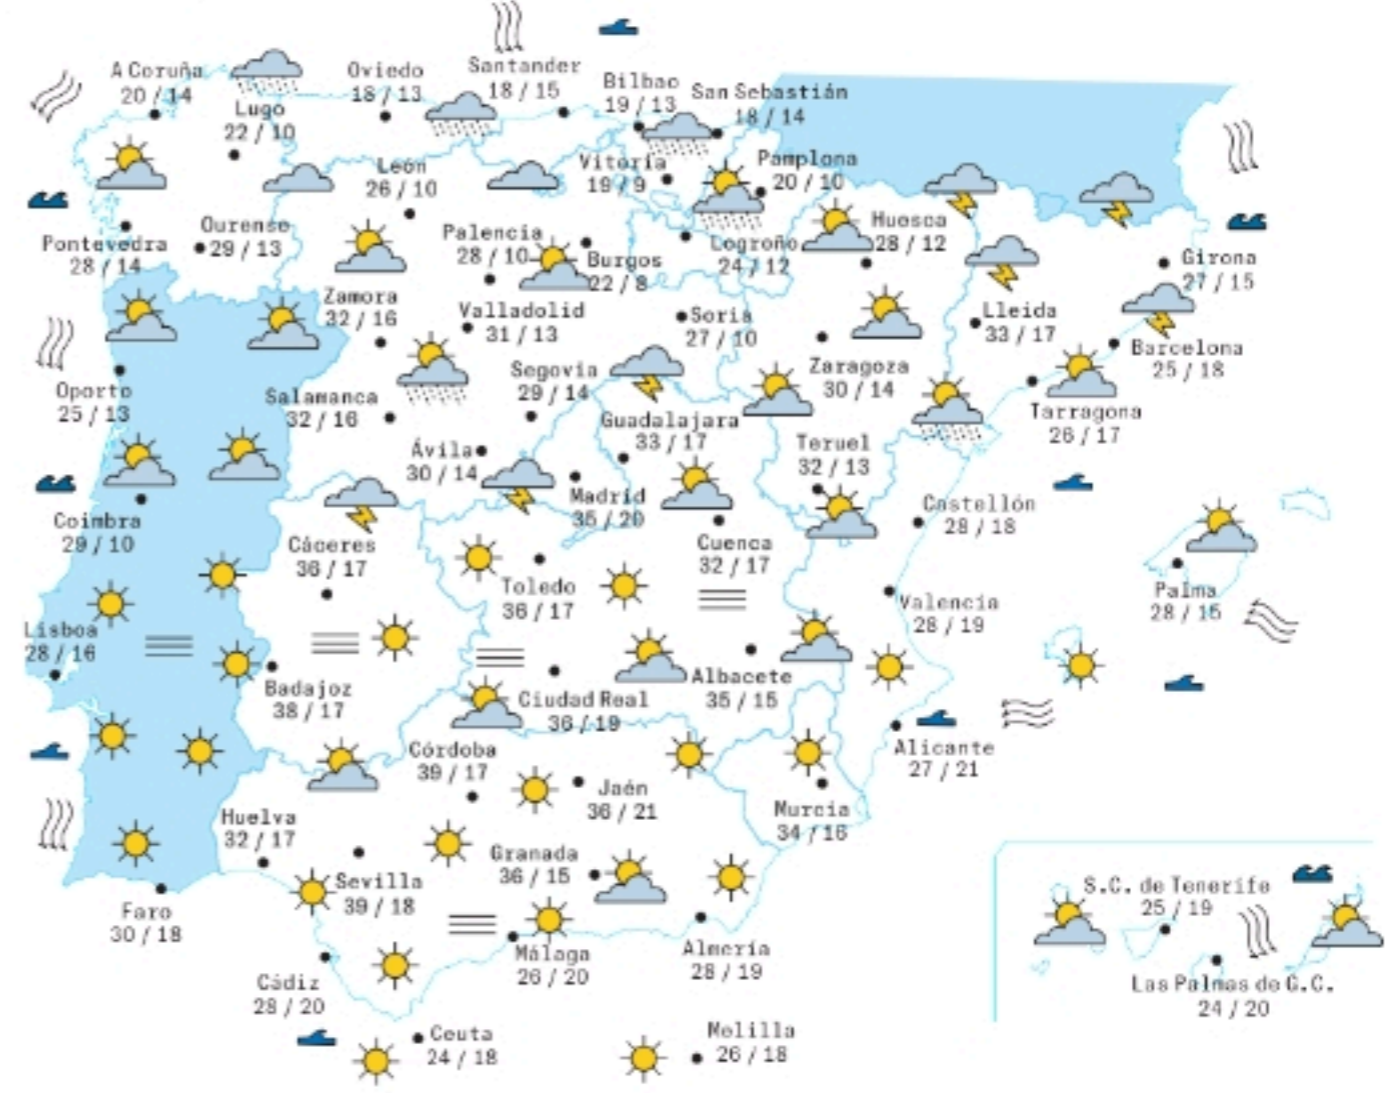 A Coruña
20 / 14
Lugo
22 / 10
Oviedo
18 / 13
Santander
18 / 15
Bilbao
19 / 13
San Sebastián
18 / 14
Vitoria
19 / 9
Pamplona
20 / 10
León
26 / 10
Pontevedra
28 / 14
Ourense
29 / 13
Palencia
28 / 10
Burgos
22 / 8
Logroño
24 / 12
Huesca
28 / 12
Girona
27 / 15
Zamora
32 / 16
Valladolid
31 / 13
Soria
27 / 10
Lleida
33 / 17
Barcelona
25 / 18
Oporto
25 / 13
Salamanca
32 / 16
Segovia
29 / 14
Zaragoza
30 / 14
Tarragona
26 / 17
Guadalajara
33 / 17
Ávila
30 / 14
Teruel
32 / 13
Madrid
35 / 20
Coimbra
29 / 10
Castellón
28 / 18
Cáceres
36 / 17
Cuenca
32 / 17
Toledo
36 / 17
Palma
28 / 15
Valencia
28 / 19
Lisboa
28 / 16
Badajoz
38 / 17
Albacete
35 / 15
Ciudad Real
36 / 19
Alicante
27 / 21
Córdoba
39 / 17
Jaén
36 / 21
Murcia
34 / 16
Huelva
32 / 17
Granada
36 / 15
Sevilla
39 / 18
Faro
30 / 18
Málaga
26 / 20
Almería
28 / 19
Cádiz
28 / 20
Ceuta
24 / 18
Melilla
26 / 18
S.C. de Tenerife
25 / 19
Las Palmas de G.C.
24 / 20